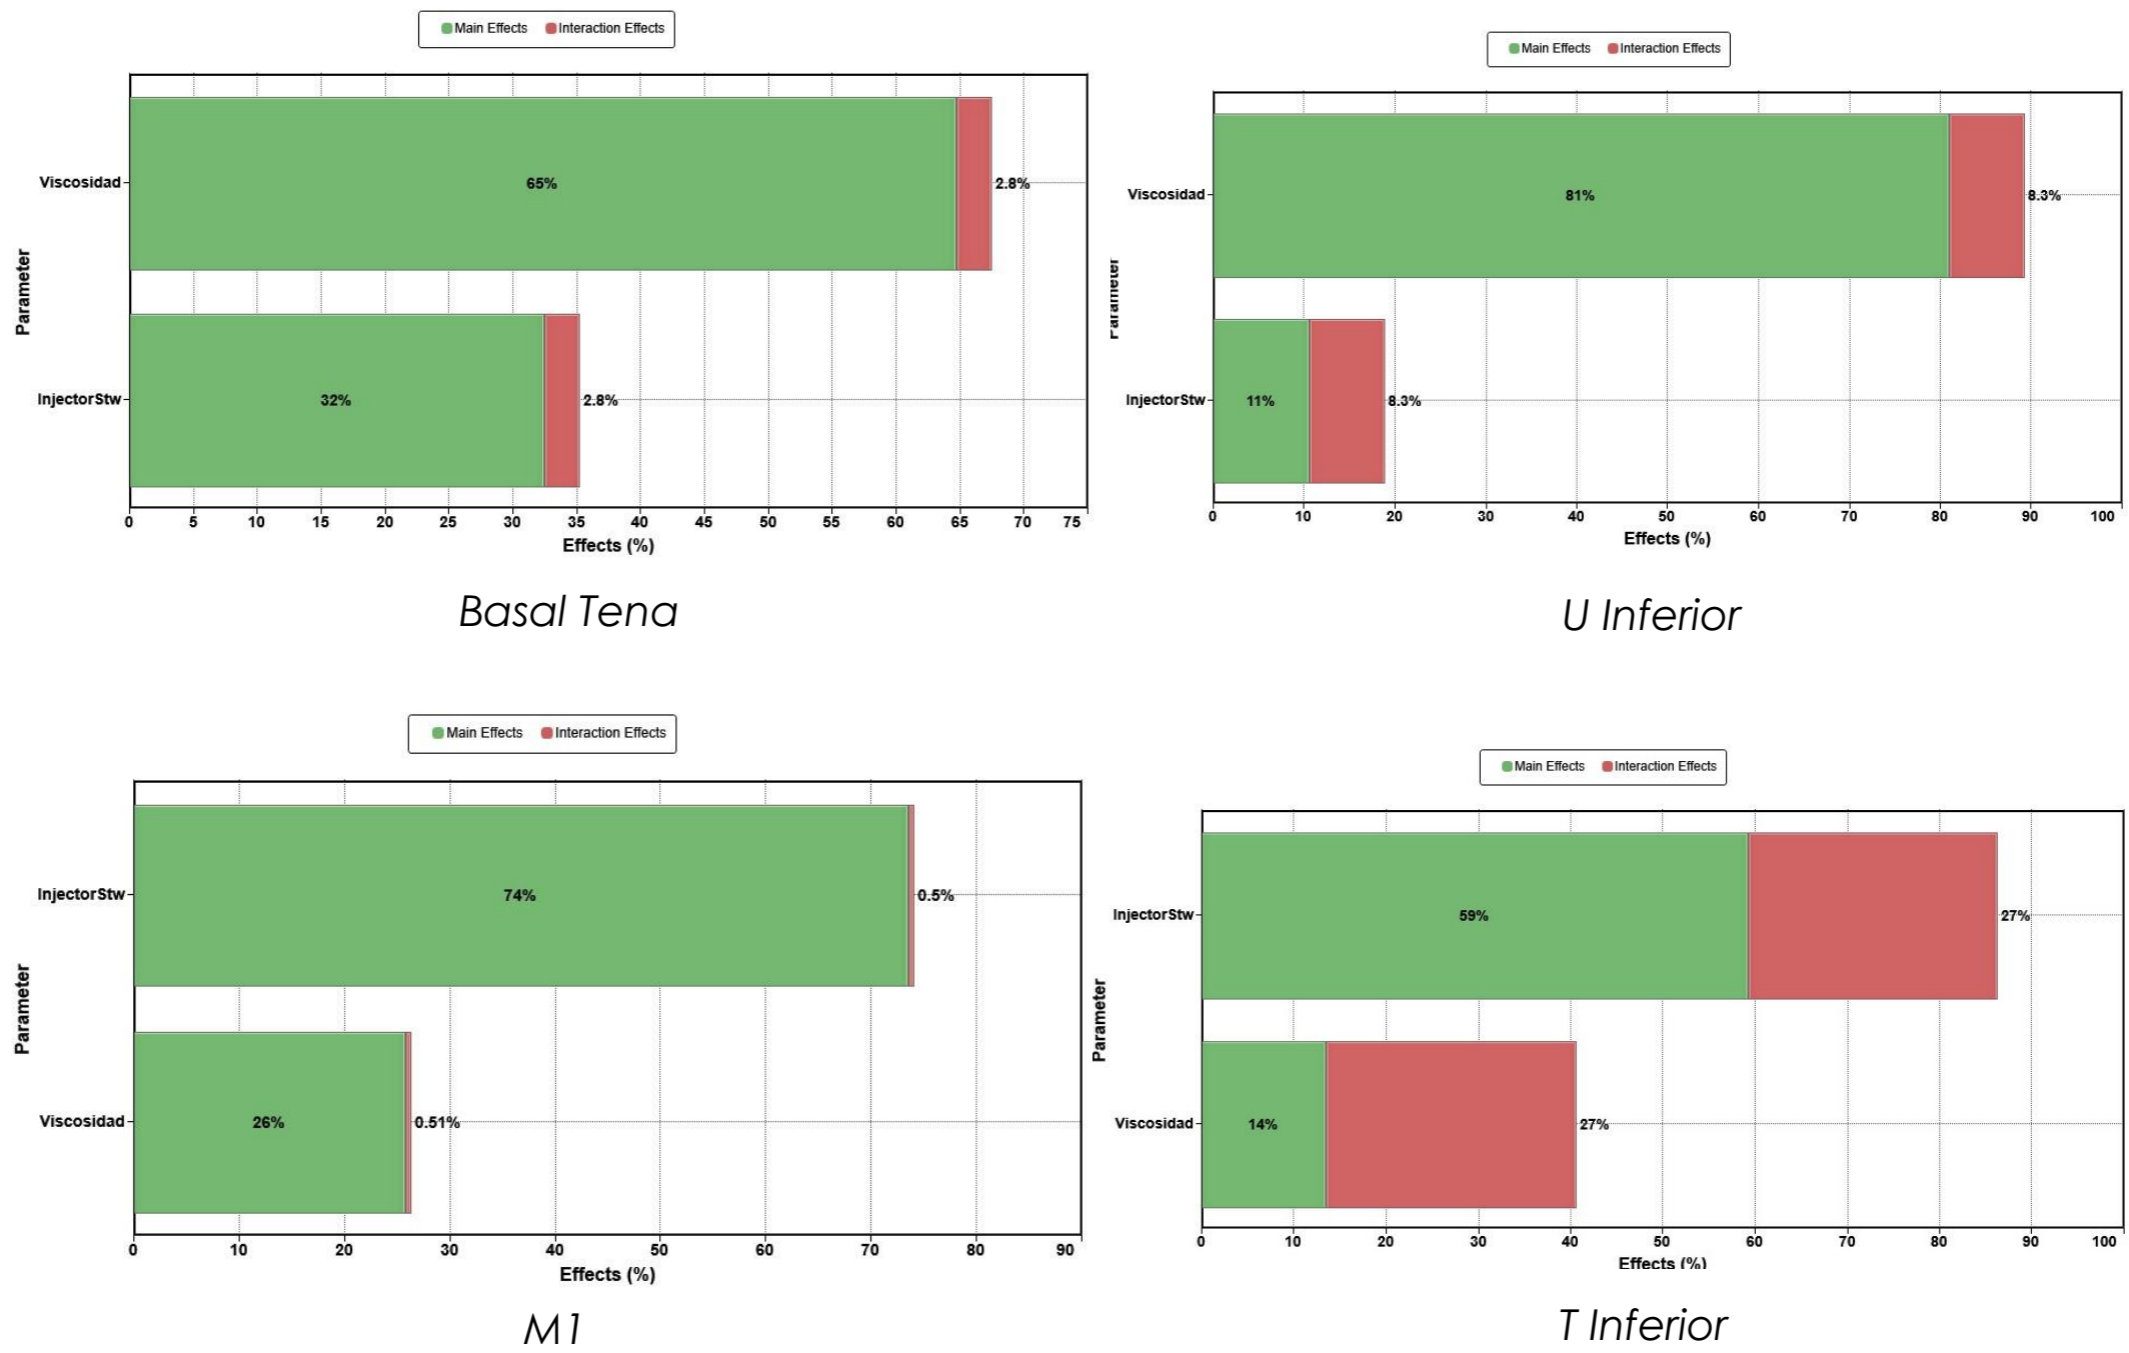 Main Effects Interaction Effects
Viscosidad
65%
2.8%
InjectorStw
32%
2.8%
Parameter
0 5 10 15 20 25 30 35 40 45 50 55 60 65 70 75
Effects (%)
Basal Tena
Main Effects Interaction Effects
Viscosidad
81%
8.3%
InjectorStw
11%
8.3%
Parameter
0 10 20 30 40 50 60 70 80 90 100
Effects (%)
U Inferior
Main Effects Interaction Effects
InjectorStw
74%
0.5%
Viscosidad
26%
0.51%
Parameter
0 10 20 30 40 50 60 70 80 90
Effects (%)
M1
Main Effects Interaction Effects
InjectorStw
59%
27%
Viscosidad
14%
27%
Parameter
0 10 20 30 40 50 60 70 80 90 100
Effects (%)
T Inferior